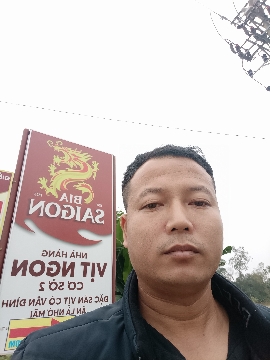 BIA
SAIGON
NHÀ HÀNG
VỊT NGON
CƠ SỞ 2
ĐẶC SẢN VỊT CỎ VÂN ĐÌNH
ĂN LÀ NHỚ MÃI